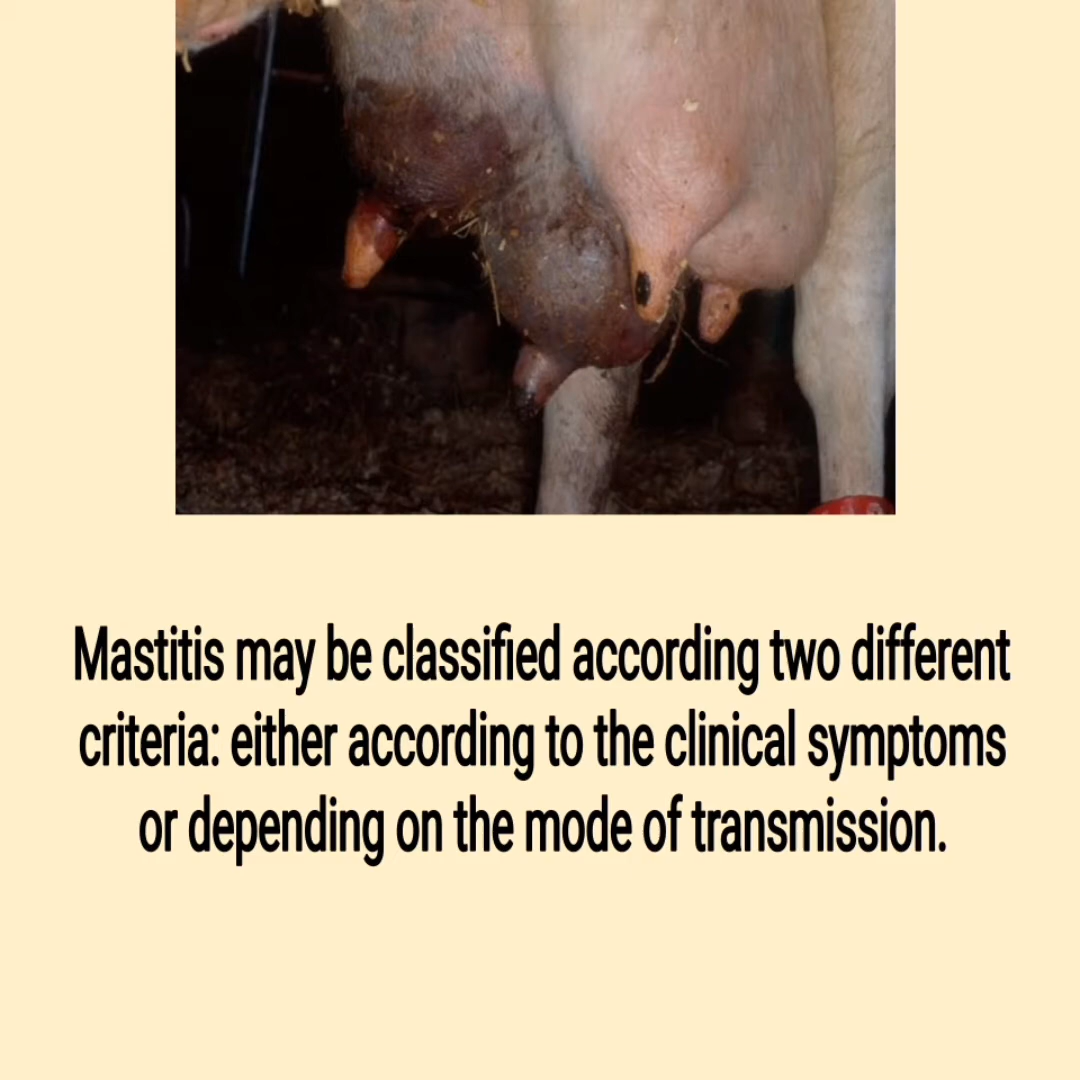 Mastitis may be classified according two different
criteria: either according to the clinical symptoms
or depending on the mode of transmission.